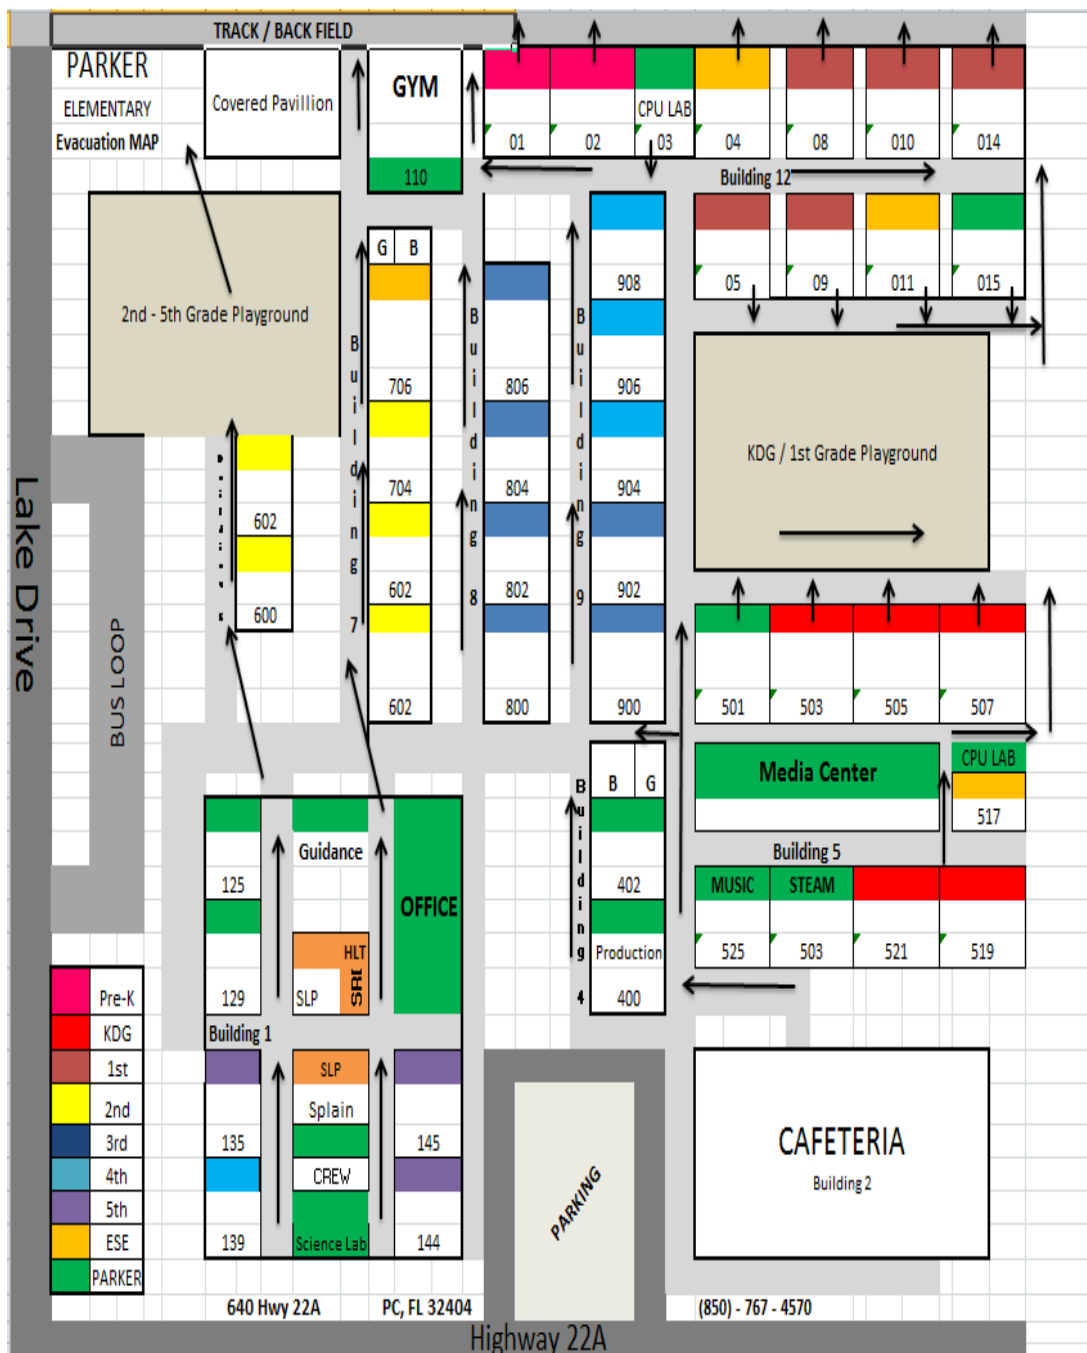 TRACK / BACK FIELD
PARKER
ELEMENTARY
Evacuation MAP
Covered Pavillion
GYM
110
CPU LAB
01
02
03
04
08
010
014
Building 12
05
09
011
015
2nd - 5th Grade Playground
KDG / 1st Grade Playground
G
B
706
704
602
602
Building 7
806
804
802
800
Building 8
908
906
904
902
900
Building 9
602
600
Lake Drive
BUS LOOP
501
503
505
507
Media Center
CPU LAB
517
Building 5
MUSIC
STEAM
525
503
521
519
B
G
402
Production
400
Building 4
125
129
Guidance
HLT
SLP
SRD
OFFICE
Building 1
SLP
Splain
CREW
Science Lab
135
139
145
144
Pre-K
KDG
1st
2nd
3rd
4th
5th
ESE
PARKER
PARKING
CAFETERIA
Building 2
640 Hwy 22A
PC, FL 32404
(850) - 767 - 4570
Highway 22A